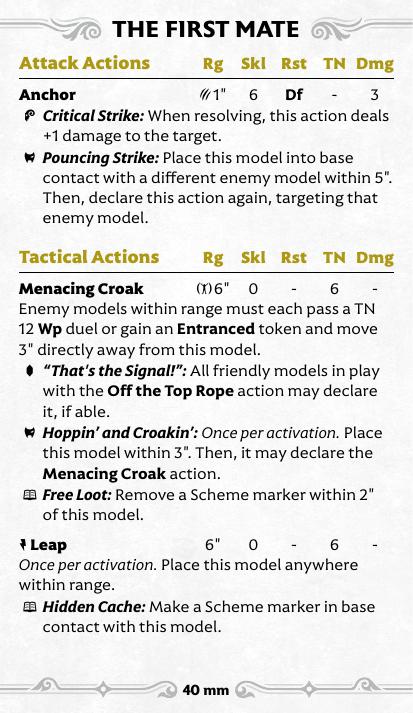 THE FIRST MATE
Attack Actions Rg Skl Rst TN Dmg
Anchor 1" 6 Df - 3
Critical Strike: When resolving, this action deals
+1 damage to the target.
Pouncing Strike: Place this model into base
contact with a different enemy model within 5".
Then, declare this action again, targeting that
enemy model.
Tactical Actions Rg Skl Rst TN Dmg
Menacing Croak 6" 0 - 6 -
Enemy models within range must each pass a TN
12 Wp duel or gain an Entranced token and move
3" directly away from this model.
"That's the Signal!": All friendly models in play
with the Off the Top Rope action may declare
it, if able.
Hoppin' and Croakin': Once per activation. Place
this model within 3". Then, it may declare the
Menacing Croak action.
Free Loot: Remove a Scheme marker within 2"
of this model.
Leap 6" 0 - 6 -
Once per activation. Place this model anywhere
within range.
Hidden Cache: Make a Scheme marker in base
contact with this model.
40 mm